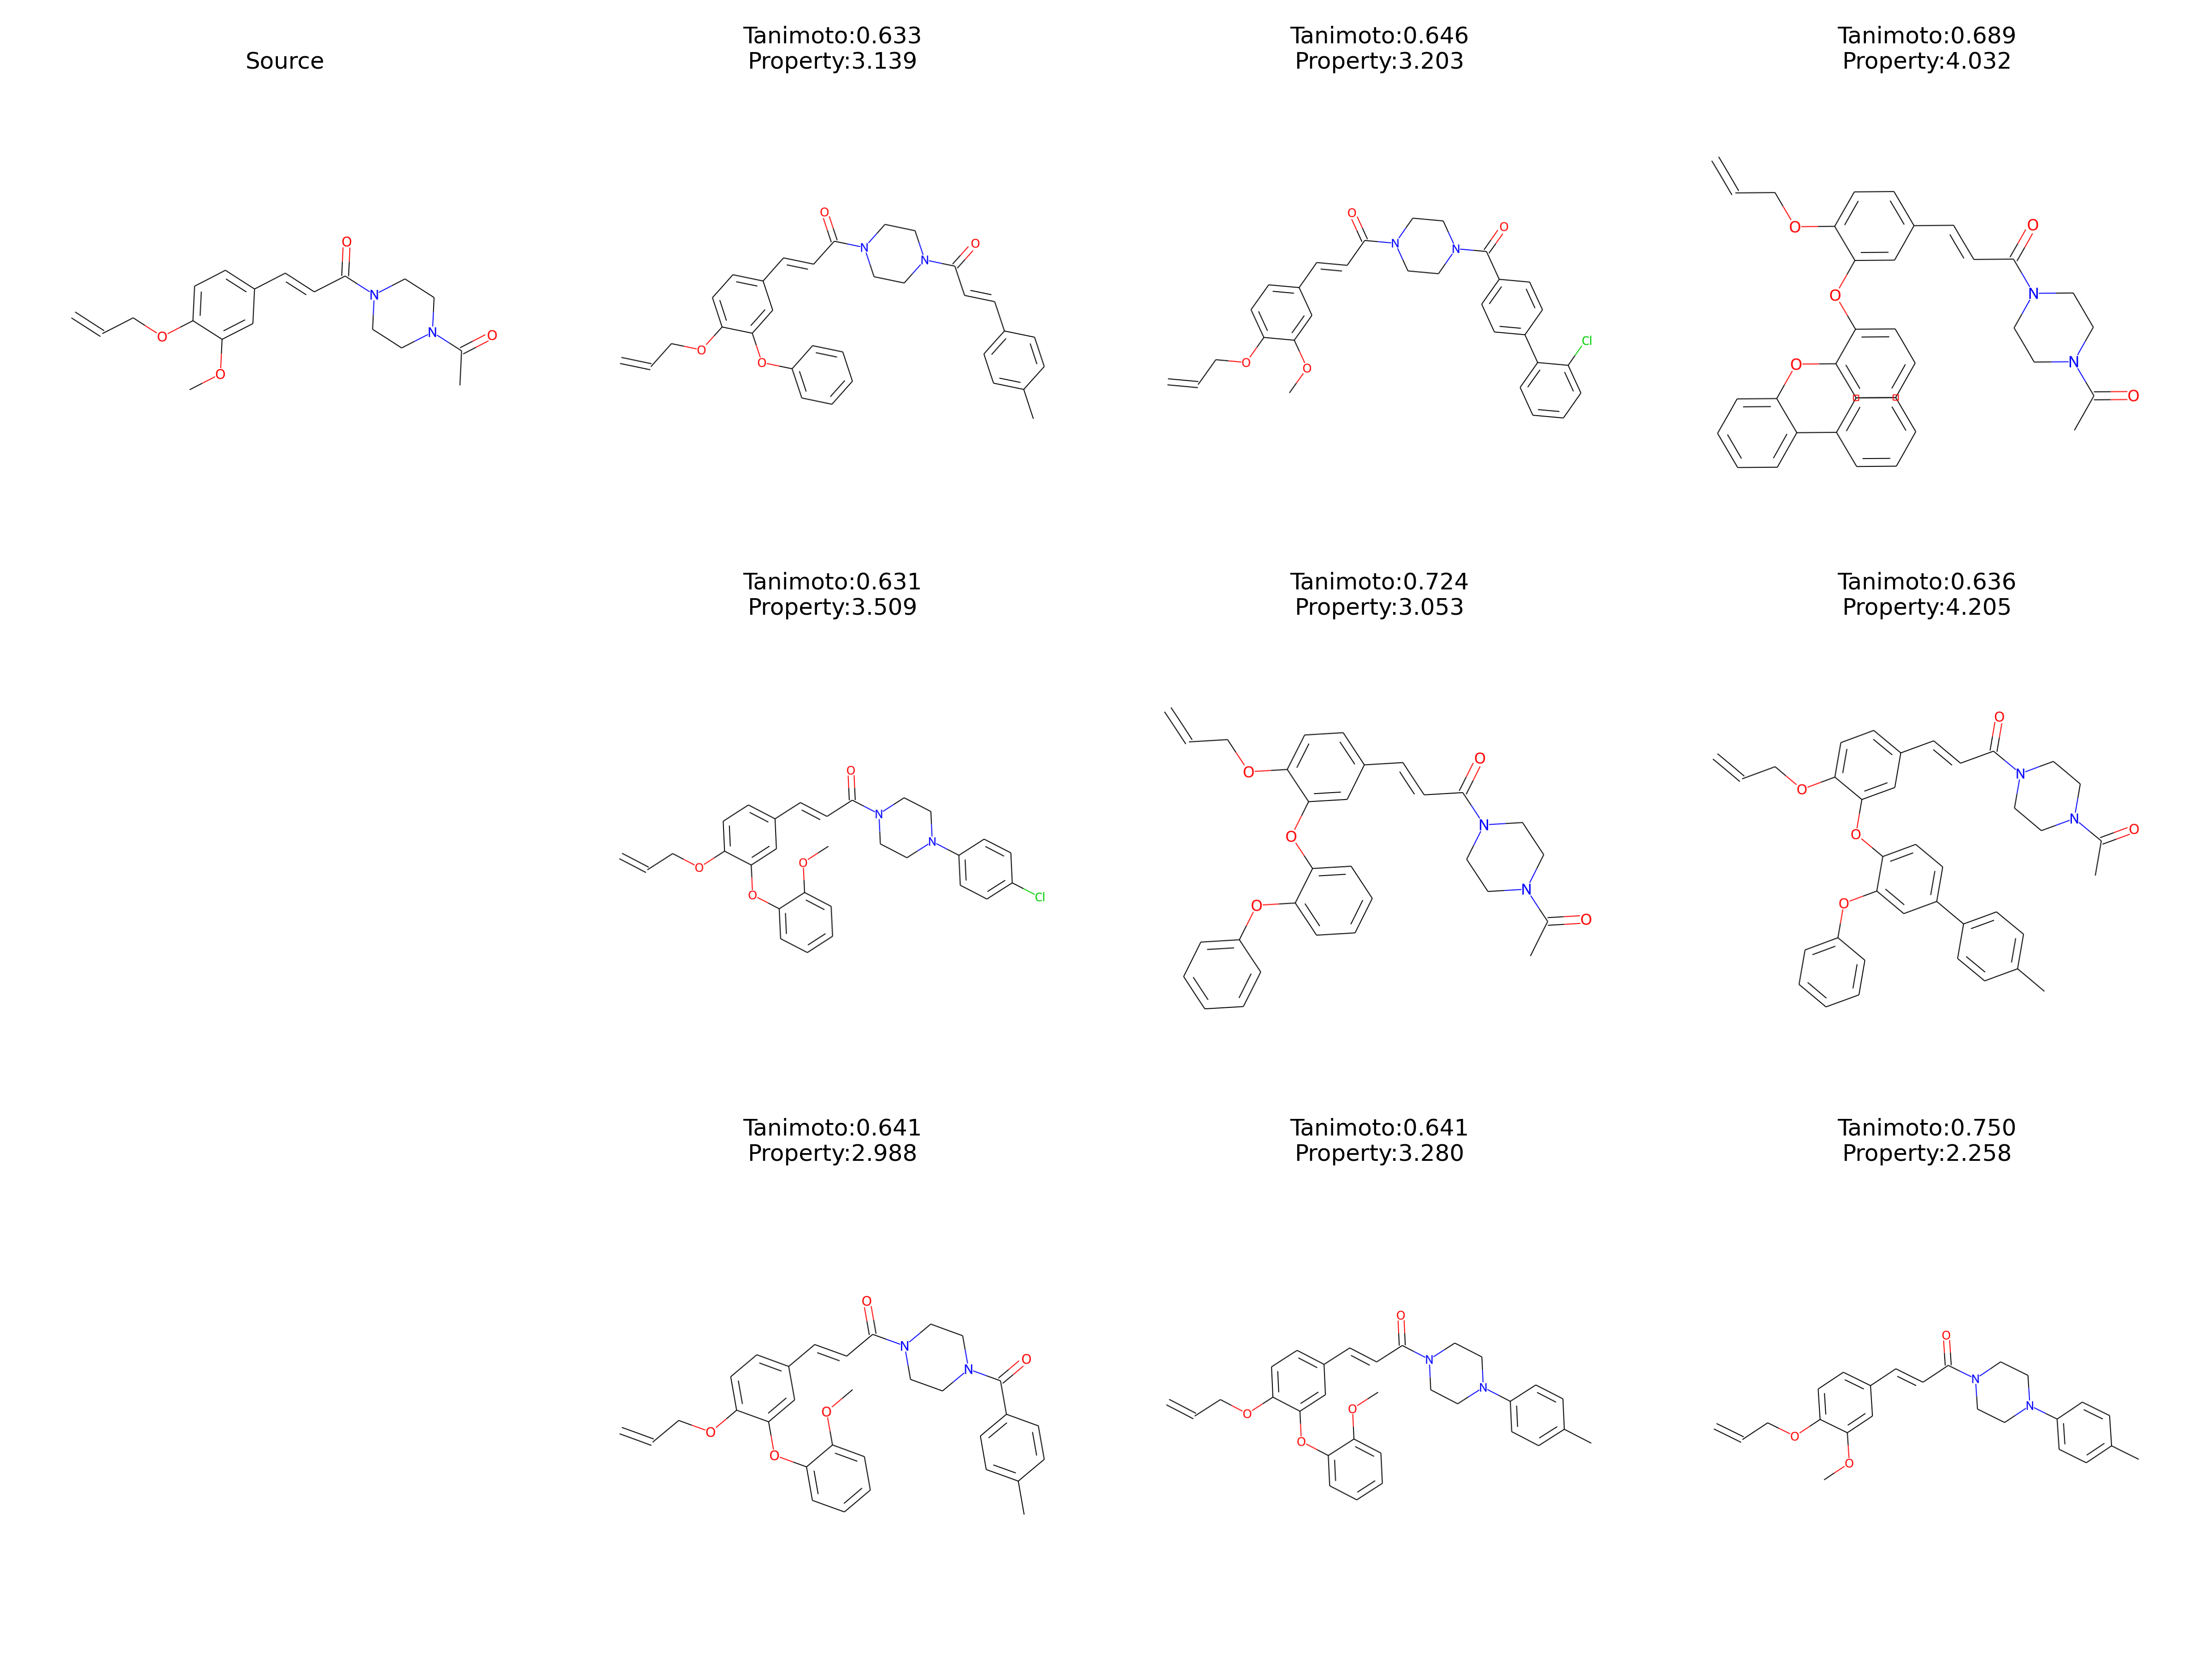 Source
Tanimoto:0.633
Property:3.139
Tanimoto:0.646
Property:3.203
Tanimoto:0.689
Property:4.032
O
N
O
N
O
O
O
N
N
O
O
O
O
N
N
O
O
O
Cl
O
O
O
O
N
N
O
Tanimoto:0.631
Property:3.509
Tanimoto:0.724
Property:3.053
Tanimoto:0.636
Property:4.205
O
N
N
O
O
O
Cl
O
O
N
O
N
O
O
O
N
O
N
O
O
O
Tanimoto:0.641
Property:2.988
Tanimoto:0.641
Property:3.280
Tanimoto:0.750
Property:2.258
O
N
N
O
O
O
O
O
N
N
O
O
O
O
N
N
O
O